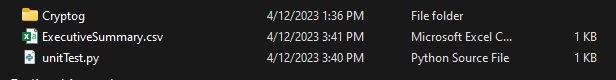 Cryptog 4/12/2023 1:36 PM File folder
ExecutiveSummary.csv 4/12/2023 3:41 PM Microsoft Excel C... 1 KB
unitTest.py 4/12/2023 3:40 PM Python Source File 1 KB